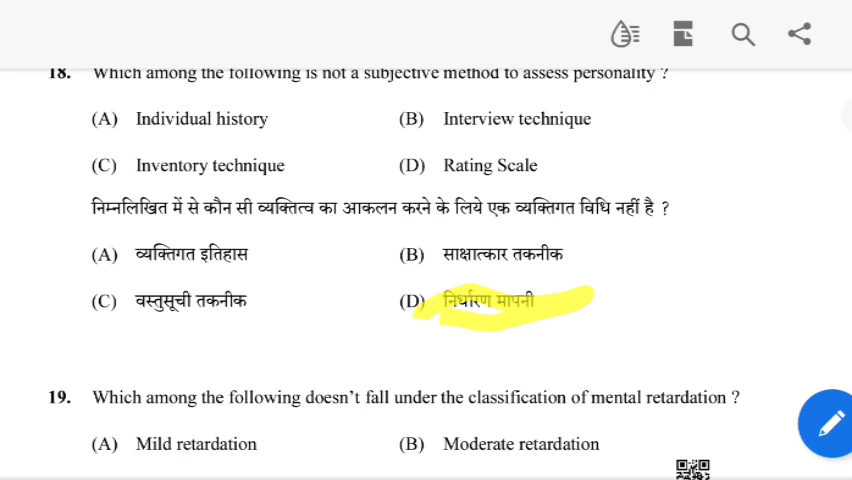 18. Which among the following is not a subjective method to assess personality ?
(A) Individual history (B) Interview technique
(C) Inventory technique (D) Rating Scale
निम्नलिखित में से कौन सी व्यक्तित्व का आकलन करने के लिये एक व्यक्तिगत विधि नहीं है ?
(A) व्यक्तिगत इतिहास (B) साक्षात्कार तकनीक
(C) वस्तुसूची तकनीक (D) निर्धारण मापनी
19. Which among the following doesn't fall under the classification of mental retardation ?
(A) Mild retardation (B) Moderate retardation